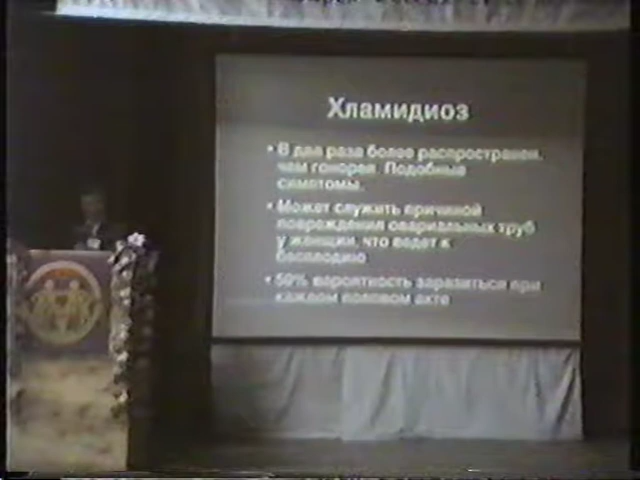 Хламидиоз
• В два раза более распространен,
чем гонорея. Подобные
симптомы.
• Может служить причиной
повреждения овариальных труб
у женщин, что ведет к
бесплодию
• 50% вероятность заразиться при
каждом половом акте